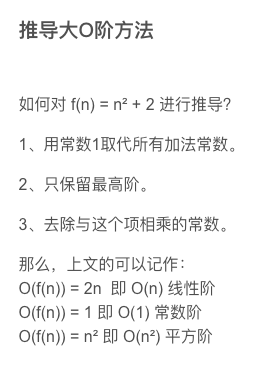 推导大O阶方法
如何对 f(n) = n² + 2 进行推导?
1、用常数1取代所有加法常数。
2、只保留最高阶。
3、去除与这个项相乘的常数。
那么，上文的可以记作：
O(f(n)) = 2n 即 O(n) 线性阶
O(f(n)) = 1 即 O(1) 常数阶
O(f(n)) = n² 即 O(n²) 平方阶